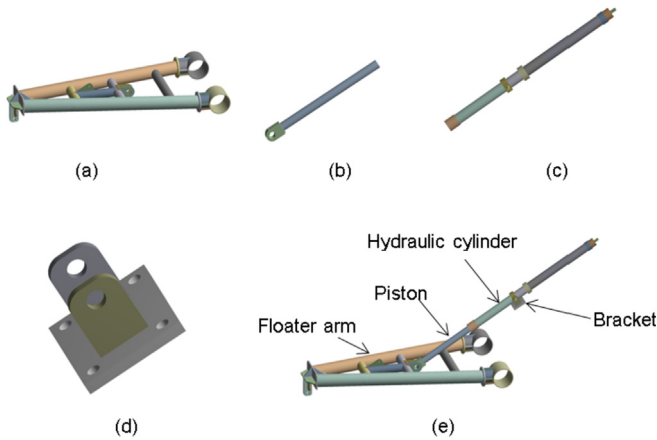 (a)
(b)
(c)
Hydraulic cylinder
Piston
Floater arm
Bracket
(d)
(e)